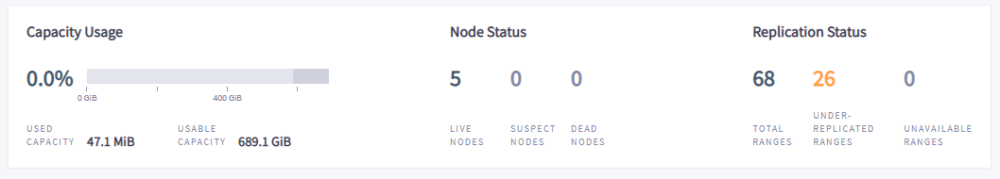 Capacity Usage
0.0%
0 GiB 400 GiB
USED CAPACITY 47.1 MiB
USABLE CAPACITY 689.1 GiB
Node Status
5 0 0
LIVE NODES
SUSPECT NODES
DEAD NODES
Replication Status
68 26 0
TOTAL RANGES
UNDER-REPLICATED RANGES
UNAVAILABLE RANGES